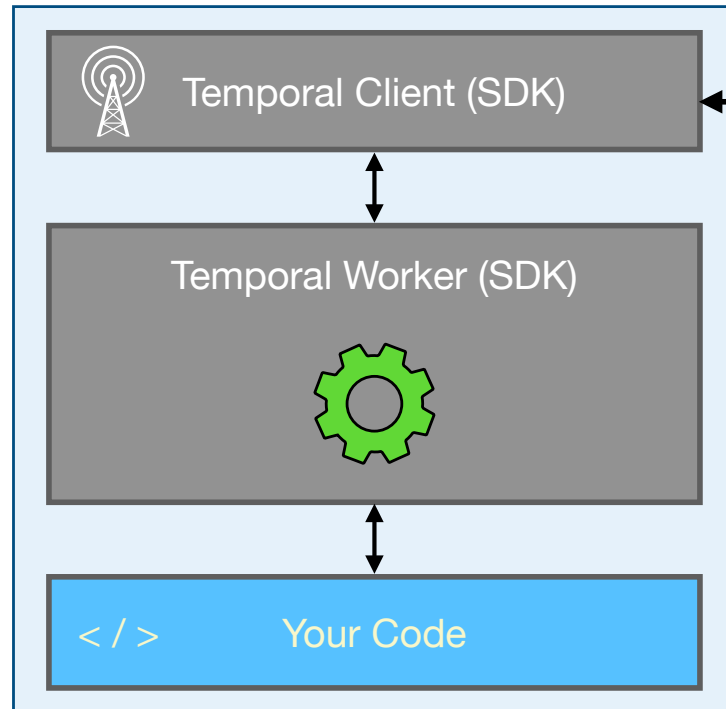 Temporal Client (SDK)
Temporal Worker (SDK)
< / > Your Code